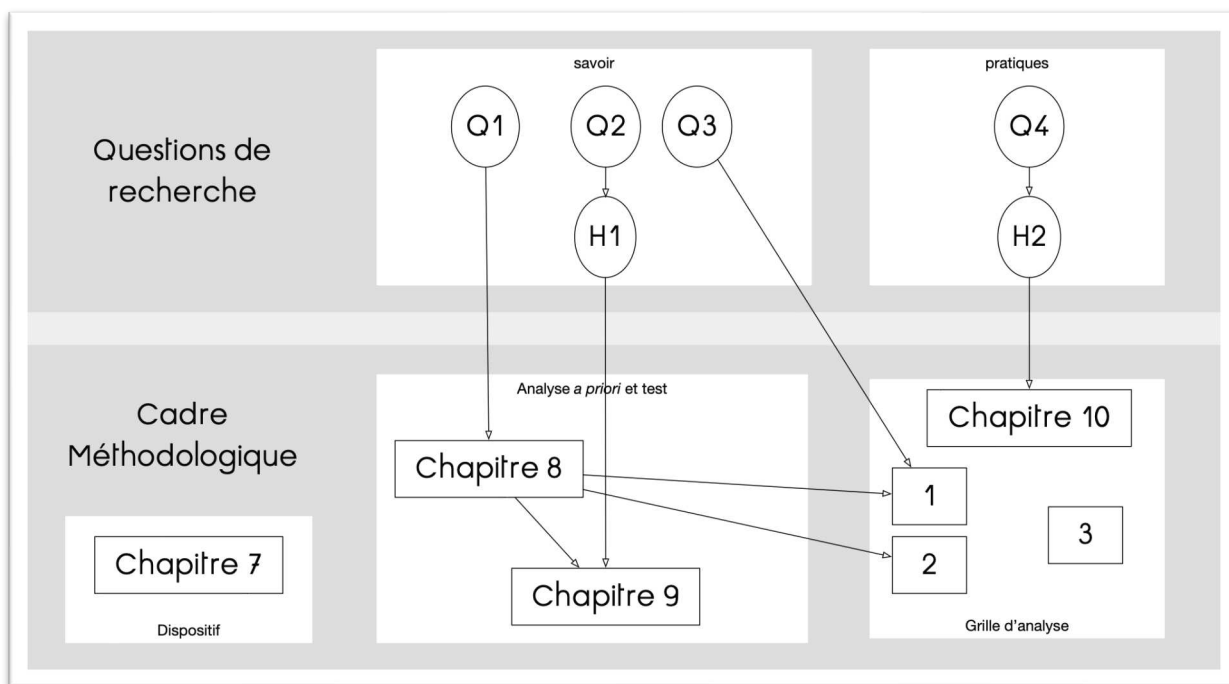 savoir
pratiques
Q1
Q2
Q3
Q4
Questions de
recherche
H1
H2
Analyse a priori et test
Cadre
Méthodologique
Chapitre 10
Chapitre 8
1
3
Chapitre 7
2
Chapitre 9
Dispositif
Grille d'analyse